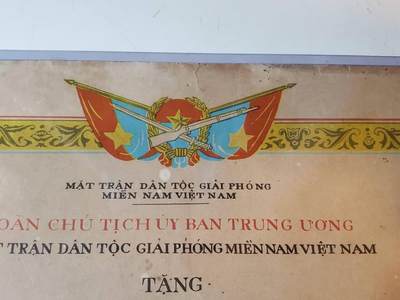 MẶT TRẬN DÂN TỘC GIẢI PHÓNG
MIỀN NAM VIỆT NAM
CHỦ TỊCH ỦY BAN TRUNG ƯƠNG
TRẬN DÂN TỘC GIẢI PHÓNG MIỀN NAM VIỆT NAM
TẶNG